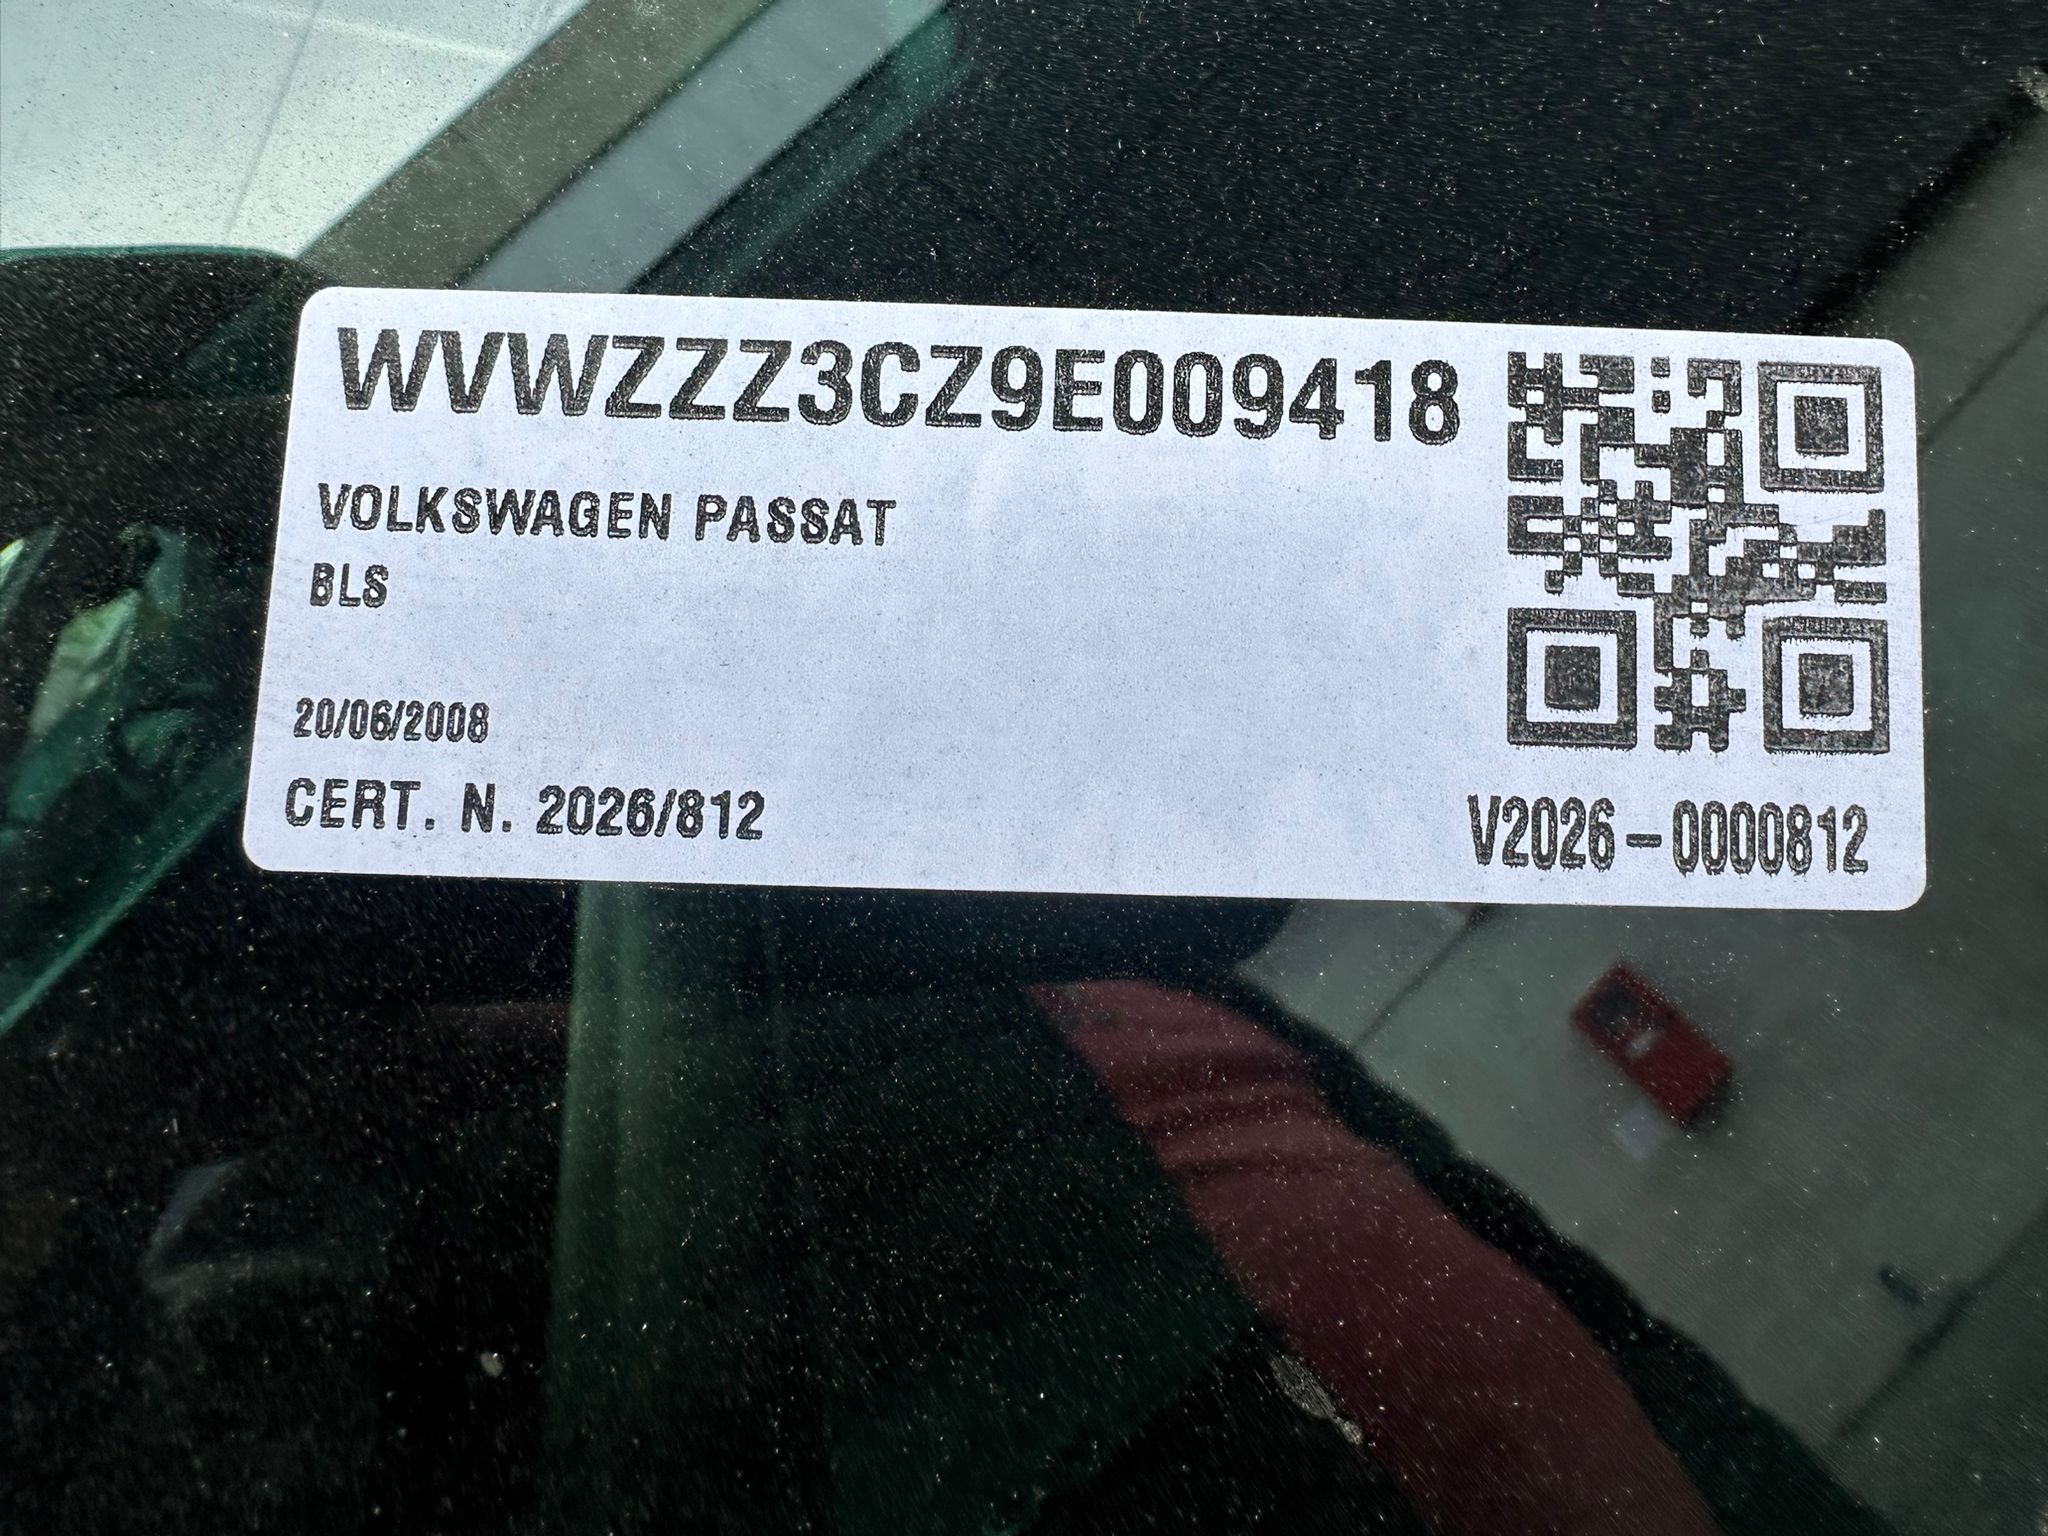 WVWZZZ3CZ9E009418
VOLKSWAGEN PASSAT
BLS
20/06/2008
CERT. N. 2026/812
V2026-0000812